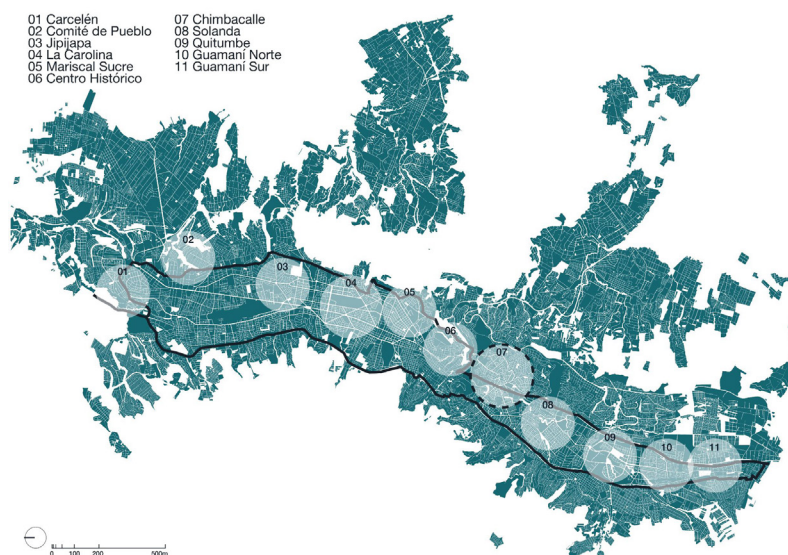 01 Carcelén
02 Comité de Pueblo
03 Jipijapa
04 La Carolina
05 Mariscal Sucre
06 Centro Histórico
07 Chimbacalle
08 Solanda
09 Quitumbe
10 Guamaní Norte
11 Guamaní Sur
02
01
03
04
05
06
07
08
09
10
11
0 100 200 500m